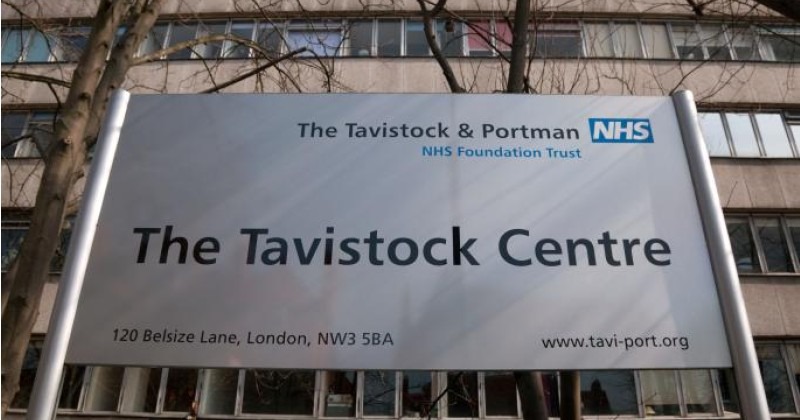 The Tavistock & Portman NHS
NHS Foundation Trust
The Tavistock Centre
120 Belsize Lane, London, NW3 5BA
www.tavi-port.org